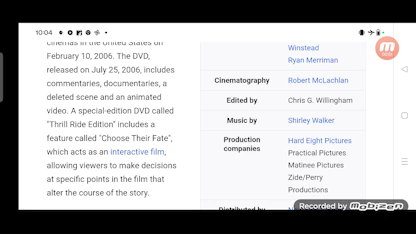 10:04
cinemas in the United States on
February 10, 2006. The DVD,
released on July 25, 2006, includes
commentaries, documentaries, a
deleted scene and an animated
video. A special-edition DVD called
"Thrill Ride Edition" includes a
feature called "Choose Their Fate",
which acts as an interactive film,
allowing viewers to make decisions
at specific points in the film that
alter the course of the story.
Winstead
Ryan Merriman
Cinematography Robert McLachlan
Edited by Chris G. Willingham
Music by Shirley Walker
Production Hard Eight Pictures
companies Practical Pictures
Matinee Pictures
Zide/Perry
Productions
Distributed by
Recorded by mobizen